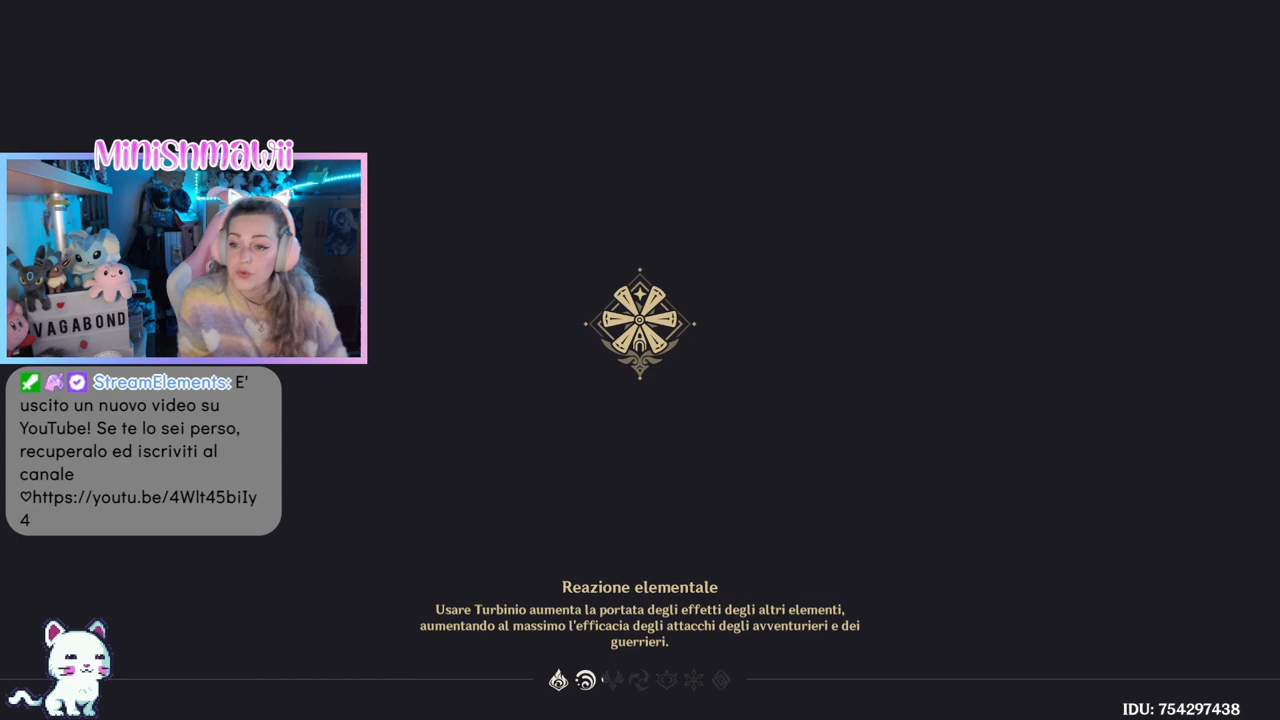 Minishmawii
VAGABOND
StreamElements: E'
uscito un nuovo video su
YouTube! Se te lo sei perso,
recuperalo ed iscriviti al
canale
♡https://youtu.be/4Wlt45biIy
4
Reazione elementale
Usare Turbinio aumenta la portata degli effetti degli altri elementi,
aumentando al massimo l'efficacia degli attacchi degli avventurieri e dei
guerrieri.
IDU: 754297438